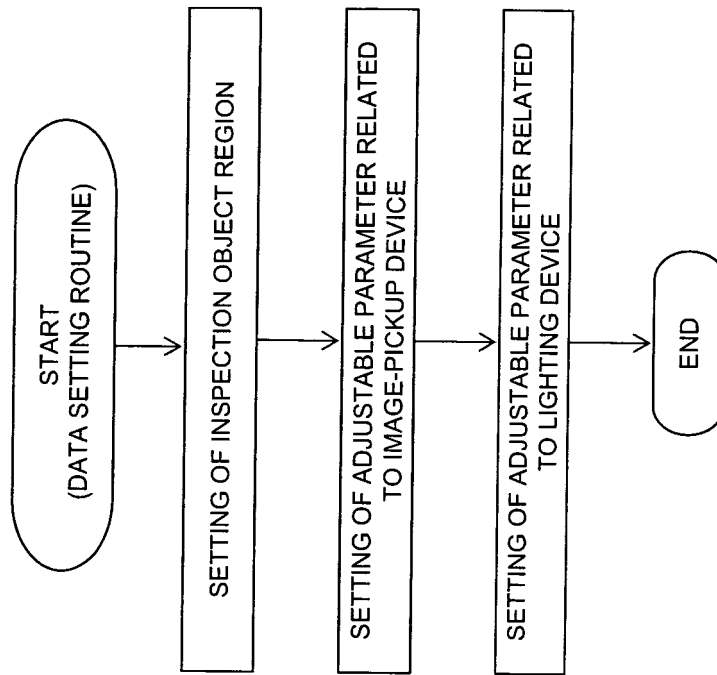 START
(DATA SETTING ROUTINE)
SETTING OF INSPECTION OBJECT REGION
SETTING OF ADJUSTABLE PARAMETER RELATED
TO IMAGE-PICKUP DEVICE
SETTING OF ADJUSTABLE PARAMETER RELATED
TO LIGHTING DEVICE
END